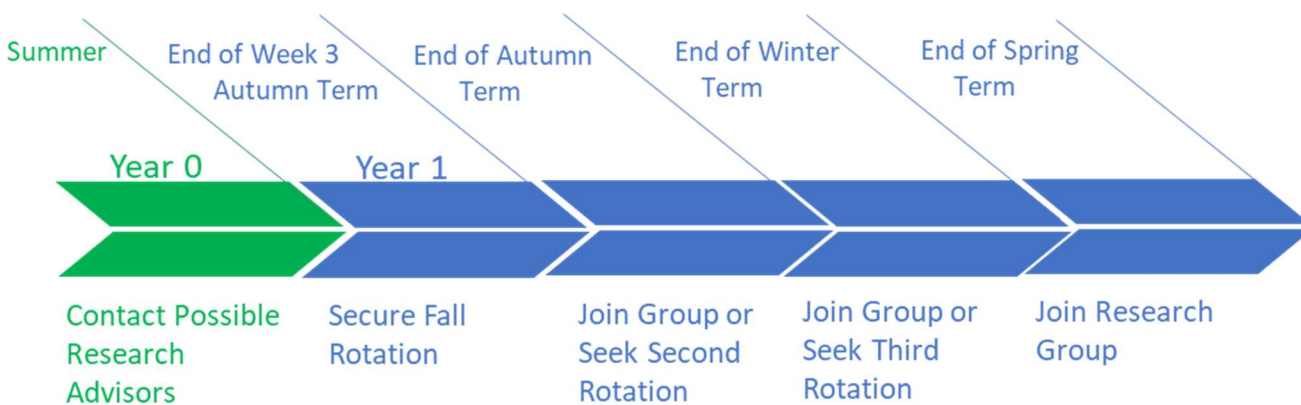 Summer
End of Week 3
Autumn Term
End of Autumn
Term
End of Winter
Term
End of Spring
Term
Year 0
Year 1
Contact Possible
Research
Advisors
Secure Fall
Rotation
Join Group or
Seek Second
Rotation
Join Group or
Seek Third
Rotation
Join Research
Group